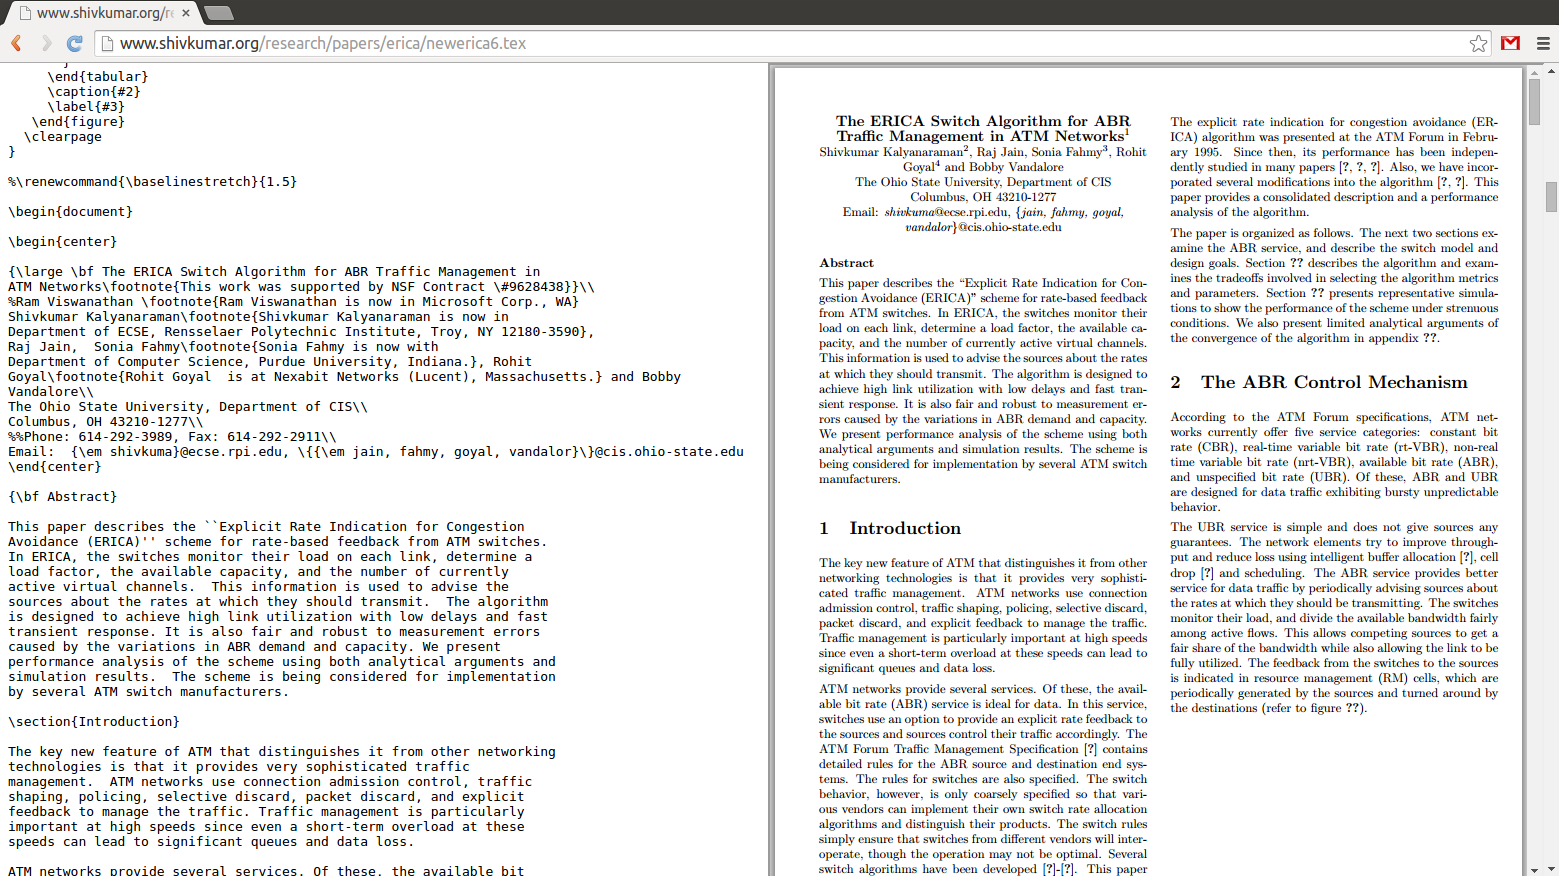 www.shivkumar.org/re
www.shivkumar.org/research/papers/erica/newerica6.tex
}
\end{tabular}
\caption{#2}
\label{#3}
\end{figure}
\clearpage
}
%\renewcommand{\baselinestretch}{1.5}
\begin{document}
\begin{center}
{\large \bf The ERICA Switch Algorithm for ABR Traffic Management in
ATM Networks\footnote{This work was supported by NSF Contract \#9628438}}\\
%Ram Viswanathan \footnote{Ram Viswanathan is now in Microsoft Corp., WA}
Shivkumar Kalyanaraman\footnote{Shivkumar Kalyanaraman is now in
Department of ECSE, Rensselaer Polytechnic Institute, Troy, NY 12180-3590},
Raj Jain,  Sonia Fahmy\footnote{Sonia Fahmy is now with
Department of Computer Science, Purdue University, Indiana.}, Rohit
Goyal\footnote{Rohit Goyal  is at Nexabit Networks (Lucent), Massachusetts.} and Bobby
Vandalore\\
The Ohio State University, Department of CIS\\
Columbus, OH 43210-1277\\
%%Phone: 614-292-3989, Fax: 614-292-2911\\
Email:  {\em shivkuma}@ecse.rpi.edu, \{{\em jain, fahmy, goyal, vandalor}\}@cis.ohio-state.edu
\end{center}
{\bf Abstract}
This paper describes the ``Explicit Rate Indication for Congestion
Avoidance (ERICA)'' scheme for rate-based feedback from ATM switches.
In ERICA, the switches monitor their load on each link, determine a
load factor, the available capacity, and the number of currently
active virtual channels.  This information is used to advise the
sources about the rates at which they should transmit.  The algorithm
is designed to achieve high link utilization with low delays and fast
transient response. It is also fair and robust to measurement errors
caused by the variations in ABR demand and capacity. We present
performance analysis of the scheme using both analytical arguments and
simulation results.  The scheme is being considered for implementation
by several ATM switch manufacturers.
\section{Introduction}
The key new feature of ATM that distinguishes it from other networking
technologies is that it provides very sophisticated traffic
management.  ATM networks use connection admission control, traffic
shaping, policing, selective discard, packet discard, and explicit
feedback to manage the traffic. Traffic management is particularly
important at high speeds since even a short-term overload at these
speeds can lead to significant queues and data loss.
ATM networks provide several services. Of these, the available bit
The ERICA Switch Algorithm for ABR
Traffic Management in ATM Networks1
Shivkumar Kalyanaraman2, Raj Jain, Sonia Fahmy3, Rohit
Goyal4 and Bobby Vandalore
The Ohio State University, Department of CIS
Columbus, OH 43210-1277
Email: shivkuma@ecse.rpi.edu, {jain, fahmy, goyal,
vandalor}@cis.ohio-state.edu
Abstract
This paper describes the “Explicit Rate Indication for Con-
gestion Avoidance (ERICA)” scheme for rate-based feedback
from ATM switches. In ERICA, the switches monitor their
load on each link, determine a load factor, the available ca-
pacity, and the number of currently active virtual channels.
This information is used to advise the sources about the rates
at which they should transmit. The algorithm is designed to
achieve high link utilization with low delays and fast tran-
sient response. It is also fair and robust to measurement er-
rors caused by the variations in ABR demand and capacity.
We present performance analysis of the scheme using both
analytical arguments and simulation results. The scheme is
being considered for implementation by several ATM switch
manufacturers.
1 Introduction
The key new feature of ATM that distinguishes it from other
networking technologies is that it provides very sophisti-
cated traffic management. ATM networks use connection
admission control, traffic shaping, policing, selective discard,
packet discard, and explicit feedback to manage the traffic.
Traffic management is particularly important at high speeds
since even a short-term overload at these speeds can lead to
significant queues and data loss.
ATM networks provide several services. Of these, the avail-
able bit rate (ABR) service is ideal for data. In this service,
switches use an option to provide an explicit rate feedback to
the sources and sources control their traffic accordingly. The
ATM Forum Traffic Management Specification [?] contains
detailed rules for the ABR source and destination end sys-
tems. The rules for switches are also specified. The switch
behavior, however, is only coarsely specified so that vari-
ous vendors can implement their own switch rate allocation
algorithms and distinguish their products. The switch rules
simply ensure that switches from different vendors will inter-
operate, though the operation may not be optimal. Several
switch algorithms have been developed [?]-[?]. This paper
The explicit rate indication for congestion avoidance (ER-
ICA) algorithm was presented at the ATM Forum in Febru-
ary 1995. Since then, its performance has been indepen-
dently studied in many papers [?, ?, ?]. Also, we have incor-
porated several modifications into the algorithm [?, ?]. This
paper provides a consolidated description and a performance
analysis of the algorithm.
The paper is organized as follows. The next two sections ex-
amine the ABR service, and describe the switch model and
design goals. Section ?? describes the algorithm and exam-
ines the tradeoffs involved in selecting the algorithm metrics
and parameters. Section ?? presents representative simula-
tions to show the performance of the scheme under strenuous
conditions. We also present limited analytical arguments of
the convergence of the algorithm in appendix ??.
2 The ABR Control Mechanism
According to the ATM Forum specifications, ATM net-
works currently offer five service categories: constant bit
rate (CBR), real-time variable bit rate (rt-VBR), non-real
time variable bit rate (nrt-VBR), available bit rate (ABR),
and unspecified bit rate (UBR). Of these, ABR and UBR
are designed for data traffic exhibiting bursty unpredictable
behavior.
The UBR service is simple and does not give sources any
guarantees. The network elements try to improve through-
put and reduce loss using intelligent buffer allocation [?], cell
drop [?] and scheduling. The ABR service provides better
service for data traffic by periodically advising sources about
the rates at which they should be transmitting. The switches
monitor their load, and divide the available bandwidth fairly
among active flows. This allows competing sources to get a
fair share of the bandwidth while also allowing the link to be
fully utilized. The feedback from the switches to the sources
is indicated in resource management (RM) cells, which are
periodically generated by the sources and turned around by
the destinations (refer to figure ??).